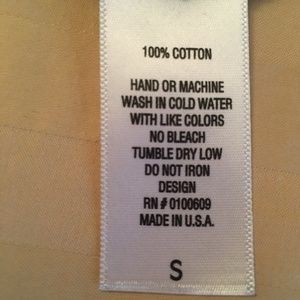 100% COTTON
HAND OR MACHINE
WASH IN COLD WATER
WITH LIKE COLORS
NO BLEACH
TUMBLE DRY LOW
DO NOT IRON
DESIGN
RN # 0100609
MADE IN U.S.A.
S